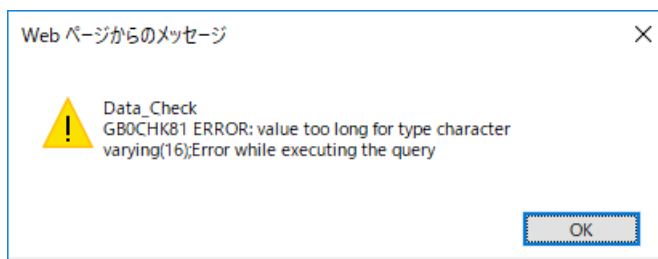 Web ページからのメッセージ
Data_Check
GB0CHK81 ERROR: value too long for type character
varying(16);Error while executing the query
OK